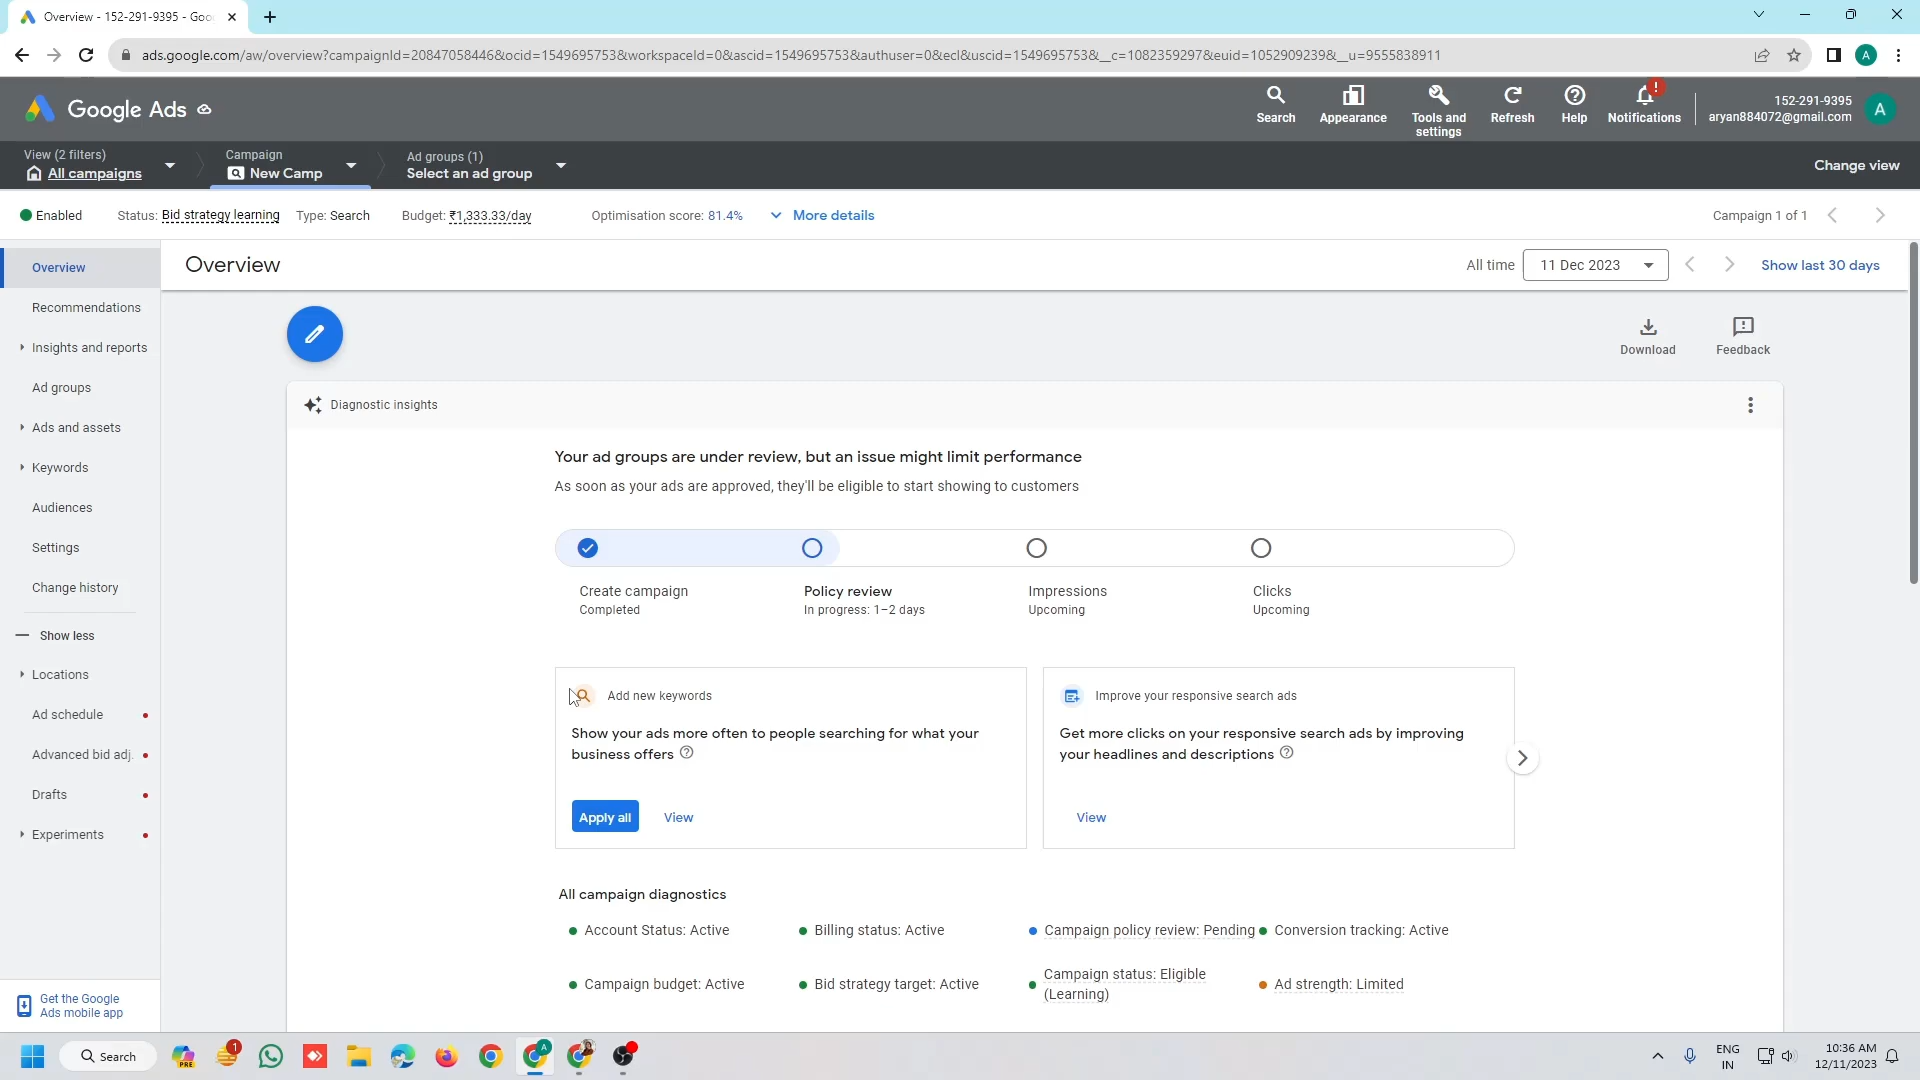 Overview - 152-291-9395 - Goo
ads.google.com/aw/overview?campaignId=20847058446&ocid=1549695753&workspaceId=0&ascid=1549695753&authuser=0&ecl&uscid=1549695753&__c=1082359297&euid=1052909239&__u=9555838911
A
Google Ads
Search
Appearance
Tools and
settings
Refresh
Help
!
Notifications
152-291-9395
aryan884072@gmail.com
A
View (2 filters)
All campaigns
Campaign
New Camp
Ad groups (1)
Select an ad group
Change view
Enabled
Status: Bid strategy learning
Type: Search
Budget: ₹1,333.33/day
Optimisation score: 81.4%
More details
Campaign 1 of 1
Overview
Recommendations
Insights and reports
Ad groups
Ads and assets
Keywords
Audiences
Settings
Change history
Show less
Locations
Ad schedule
Advanced bid adj.
Drafts
Experiments
Get the Google
Ads mobile app
Overview
All time
11 Dec 2023
Show last 30 days
Download
Feedback
Diagnostic insights
Your ad groups are under review, but an issue might limit performance
As soon as your ads are approved, they'll be eligible to start showing to customers
Create campaign
Completed
Policy review
In progress: 1–2 days
Impressions
Upcoming
Clicks
Upcoming
Add new keywords
Show your ads more often to people searching for what your
business offers
Apply all
View
Improve your responsive search ads
Get more clicks on your responsive search ads by improving
your headlines and descriptions
View
All campaign diagnostics
Account Status: Active
Billing status: Active
Campaign policy review: Pending
Conversion tracking: Active
Campaign budget: Active
Bid strategy target: Active
Campaign status: Eligible
(Learning)
Ad strength: Limited
Search
PRE
1
A
ENG
IN
10:36 AM
12/11/2023